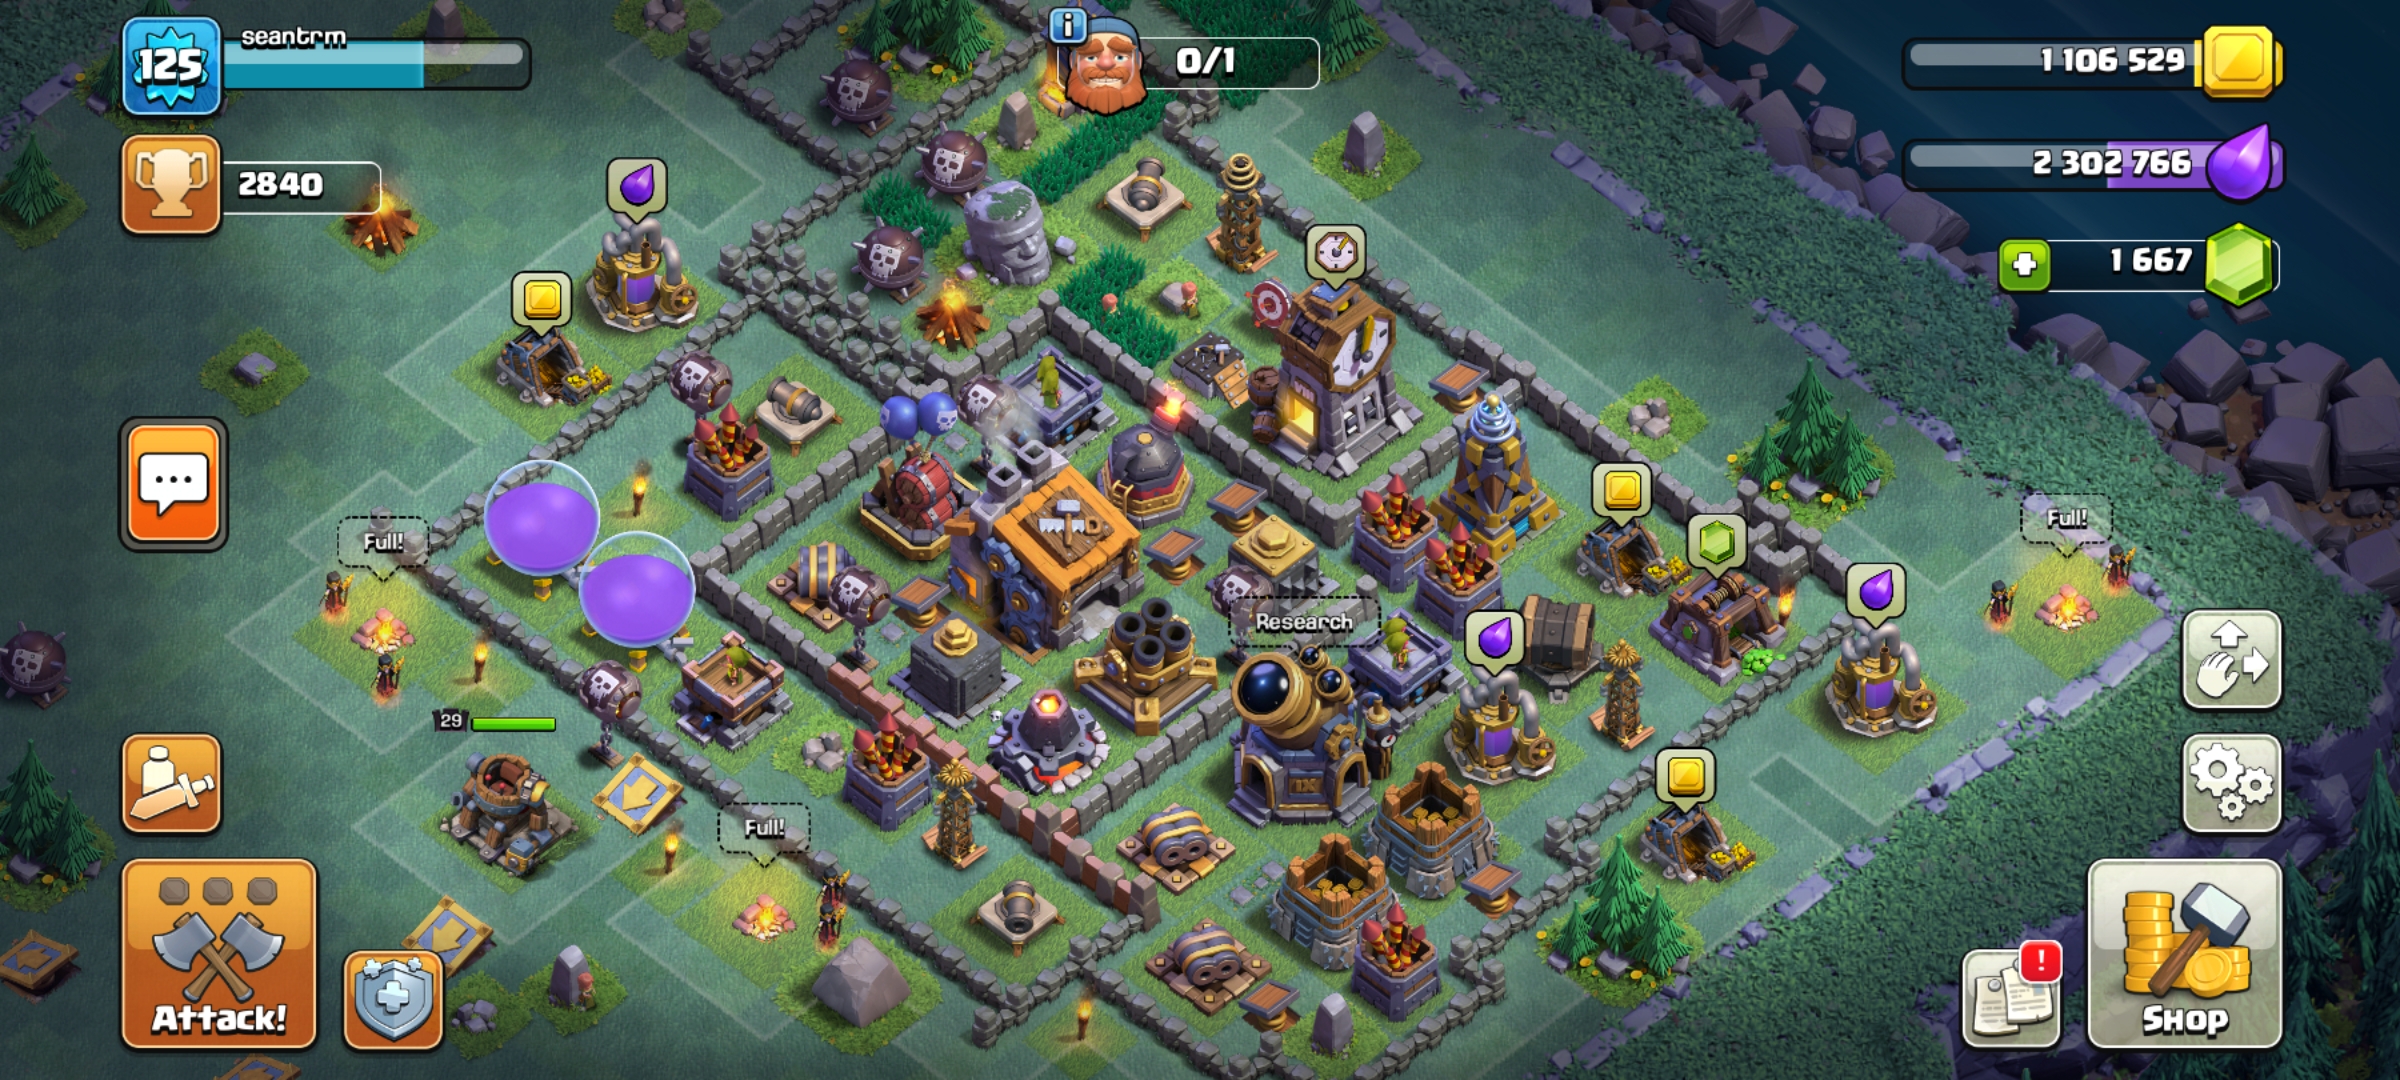 125
seantrm
i
0/1
1 106 529
2840
2 302 766
1 667
Full!
Full!
Research
29
Full!
IX
!
Attack!
Shop